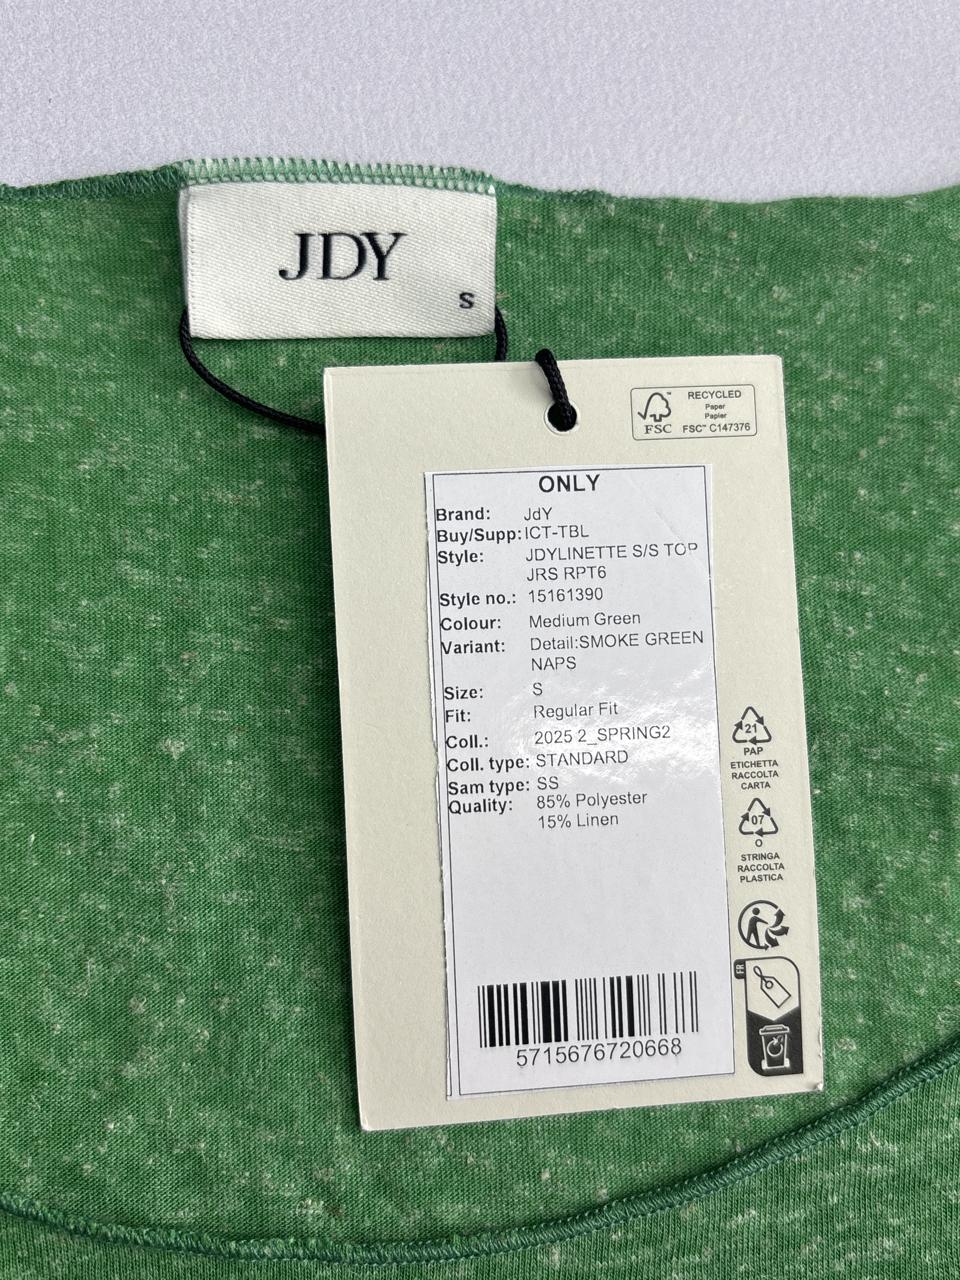 JDY
S
RECYCLED
Paper
Papier
FSC™ C147376
FSC
ONLY
Brand: JdY
Buy/Supp: ICT-TBL
Style: JDYLINETTE S/S TOP
JRS RPT6
Style no.: 15161390
Colour: Medium Green
Variant: Detail:SMOKE GREEN
NAPS
Size: S
Fit: Regular Fit
Coll.: 2025 2_SPRING2
Coll. type: STANDARD
Sam type: SS
Quality: 85% Polyester
15% Linen
5715676720668
21
PAP
ETICHETTA
RACCOLTA
CARTA
07
O
STRINGA
RACCOLTA
PLASTICA
FR